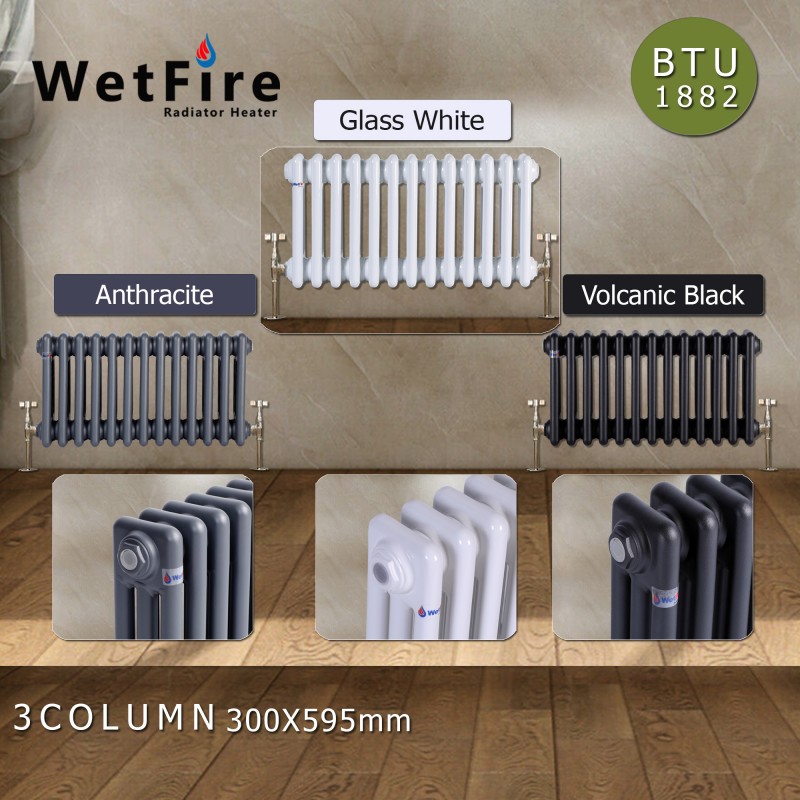 WetFire
Radiator Heater
BTU
1882
Glass White
Anthracite
Volcanic Black
3COLUMN 300X595mm